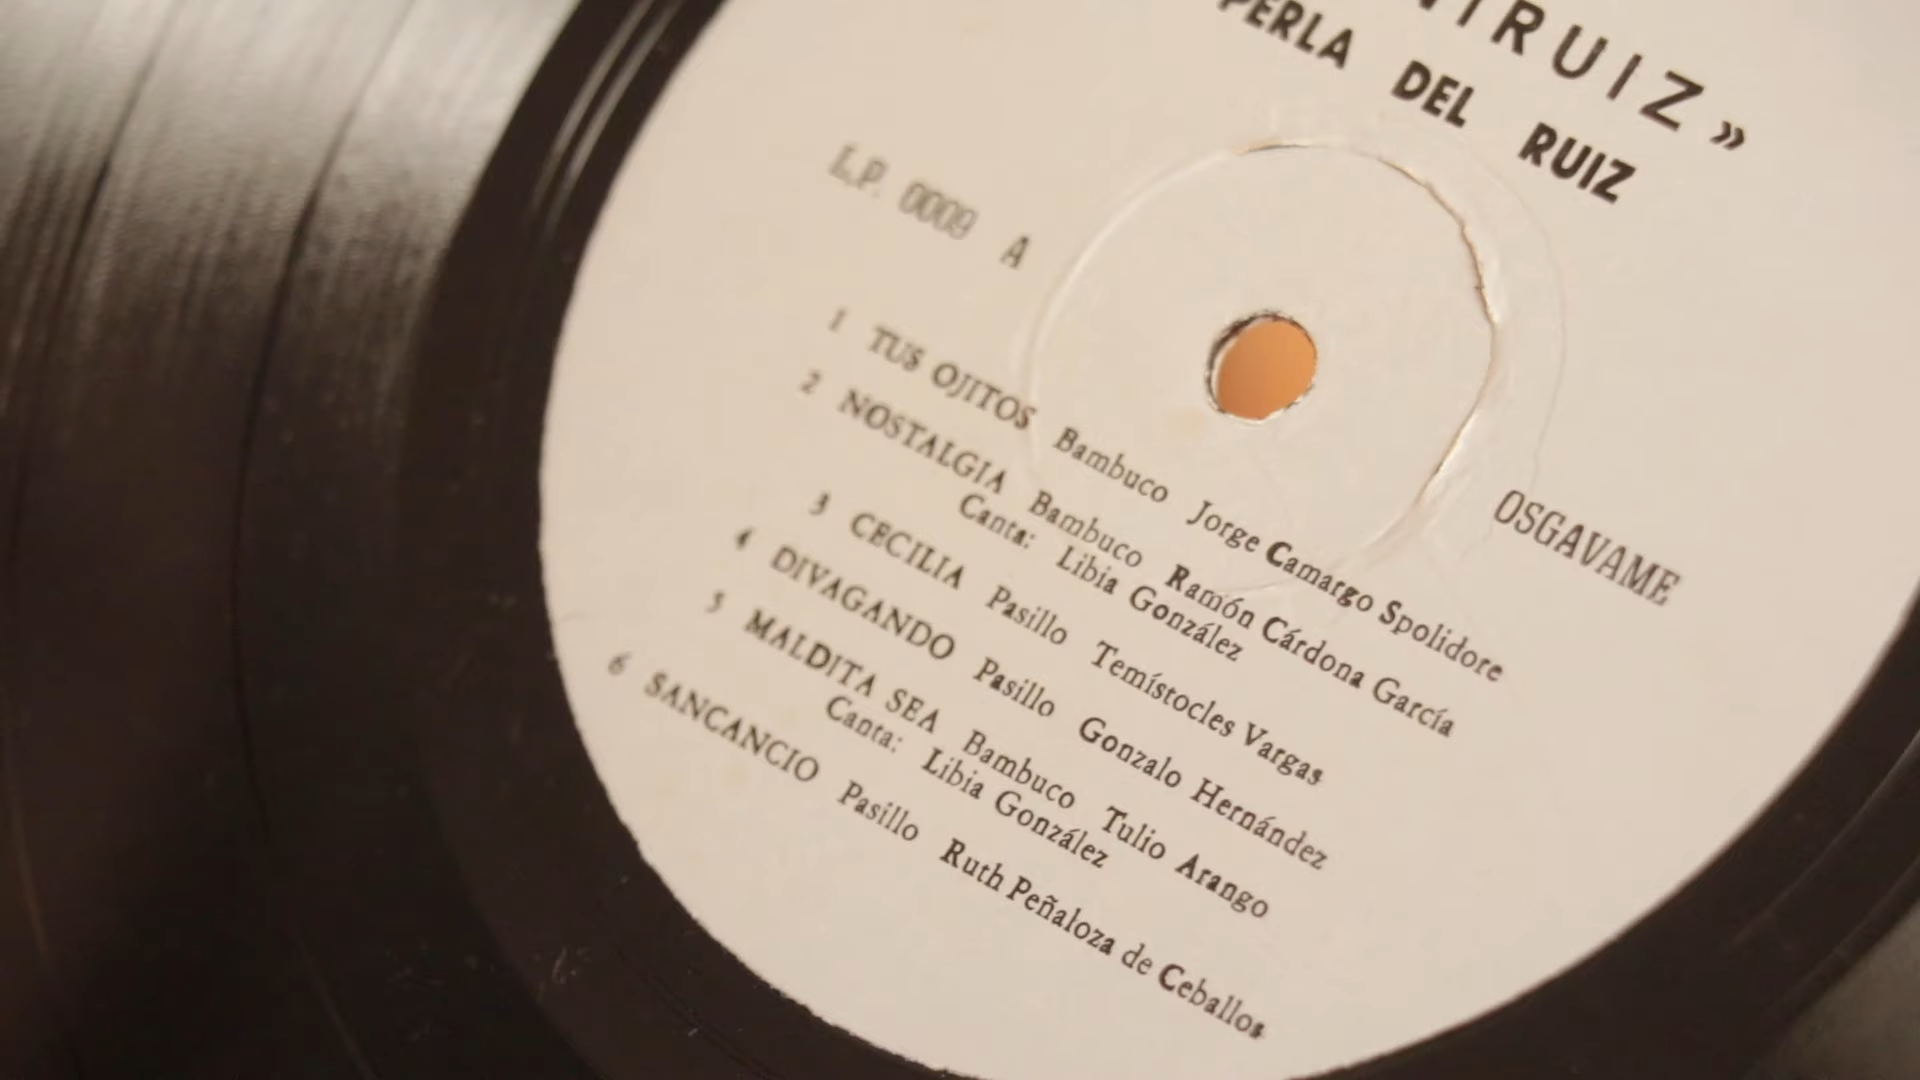 RUIZ»
PERLA DEL RUIZ
L.P. 0009 A
OSGAVAME
1 TUS OJITOS Bambuco Jorge Camargo Spolidore
2 NOSTALGIA Bambuco Ramón Cárdona García
Canta: Libia González
3 CECILIA Pasillo Temístocles Vargas
4 DIVAGANDO Pasillo Gonzalo Hernández
5 MALDITA SEA Bambuco Tulio Arango
Canta: Libia González
6 SANCANCIO Pasillo Ruth Peñaloza de Ceballos